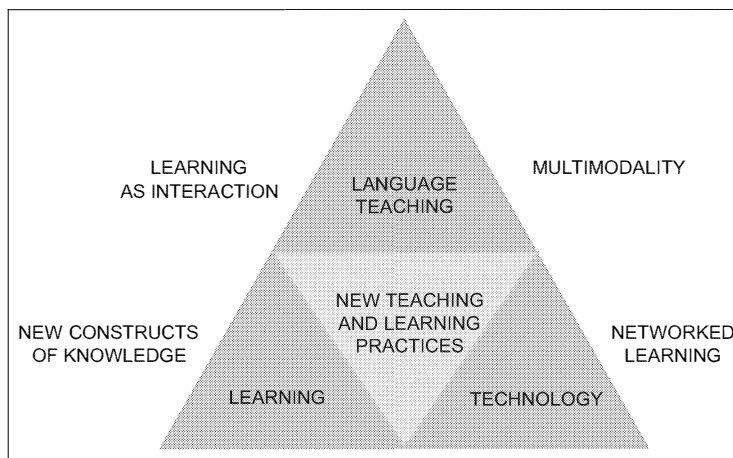 LEARNING
AS INTERACTION
MULTIMODALITY
LANGUAGE
TEACHING
NEW TEACHING
AND LEARNING
PRACTICES
NEW CONSTRUCTS
OF KNOWLEDGE
NETWORKED
LEARNING
LEARNING
TECHNOLOGY